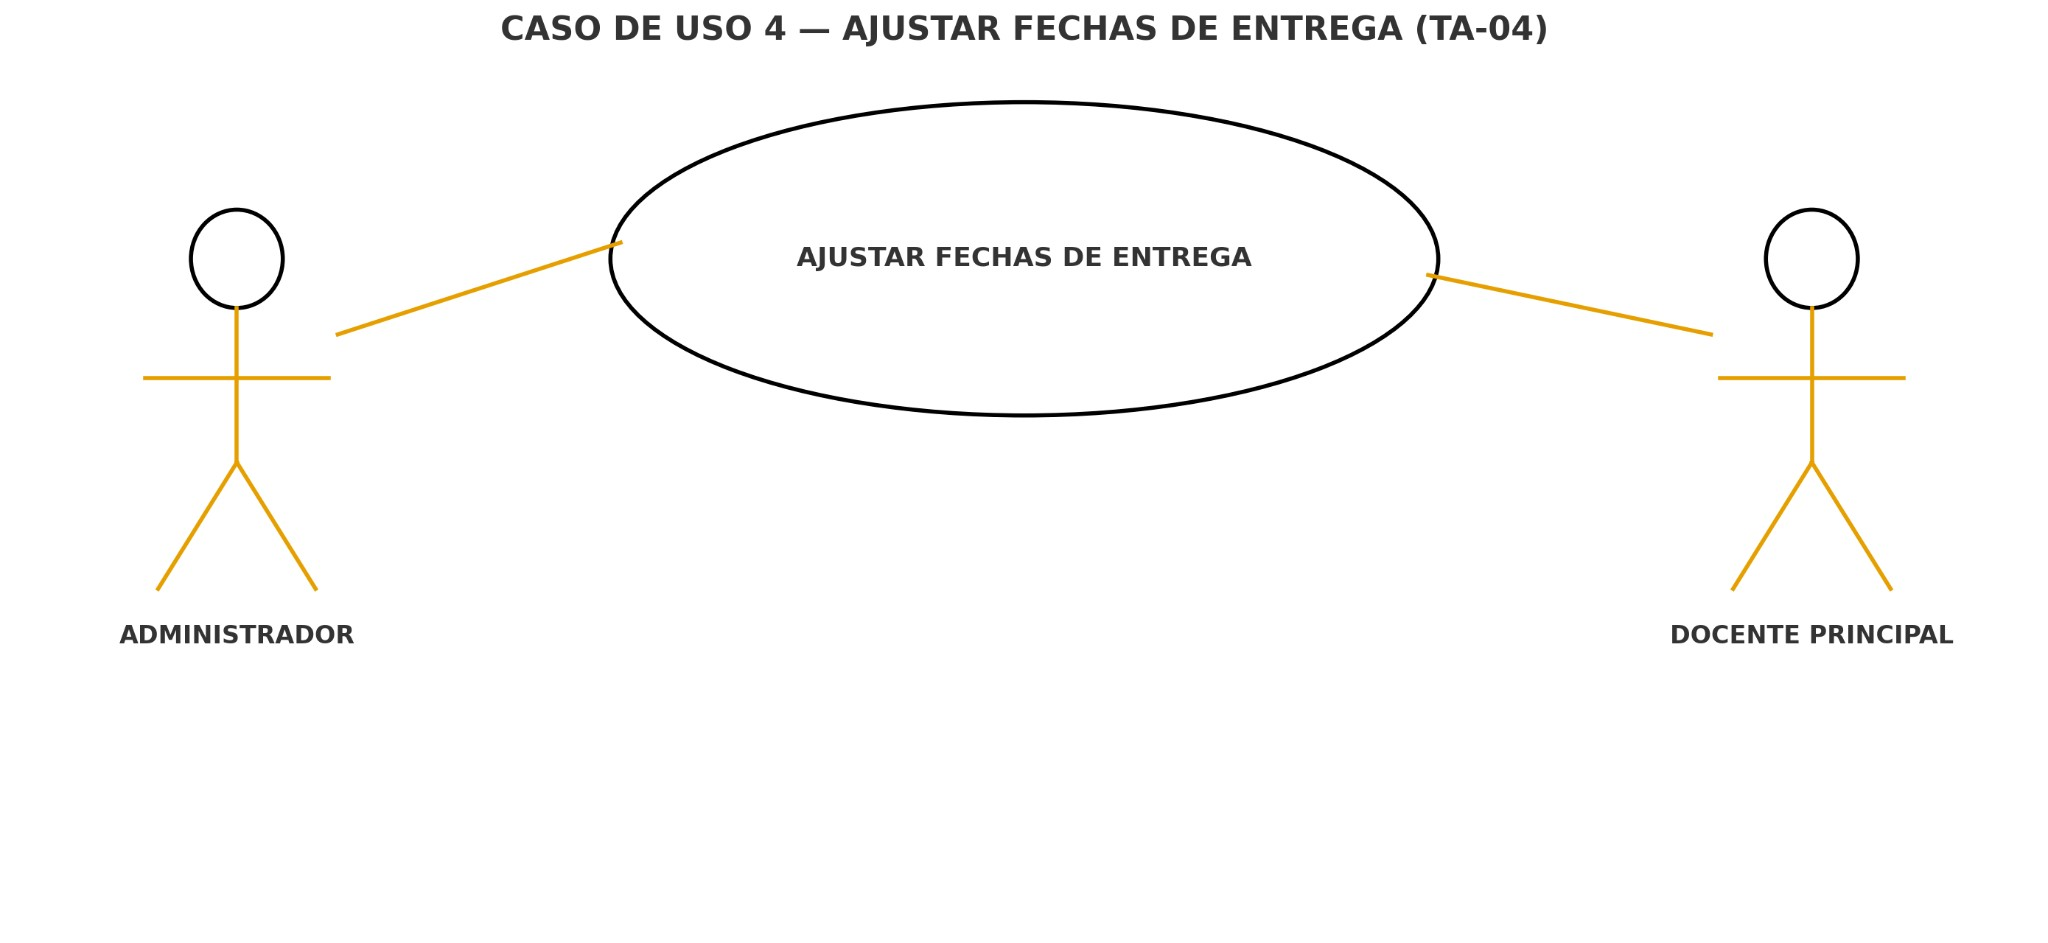 CASO DE USO 4 — AJUSTAR FECHAS DE ENTREGA (TA-04)
AJUSTAR FECHAS DE ENTREGA
ADMINISTRADOR
DOCENTE PRINCIPAL